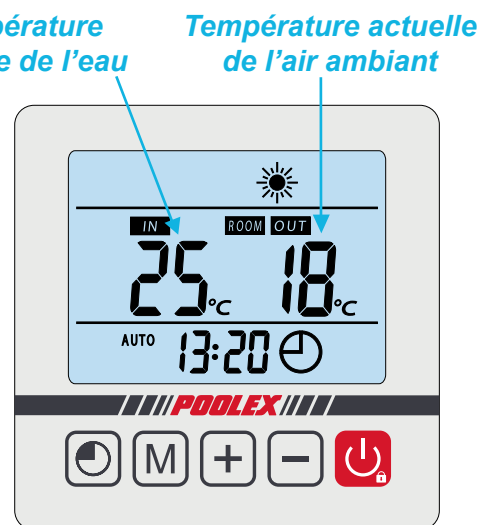 pérature
e de l'eau
Température actuelle
de l'air ambiant
IN ROOM OUT
25°C 18°C
AUTO 13:20
POOLEX
M + −